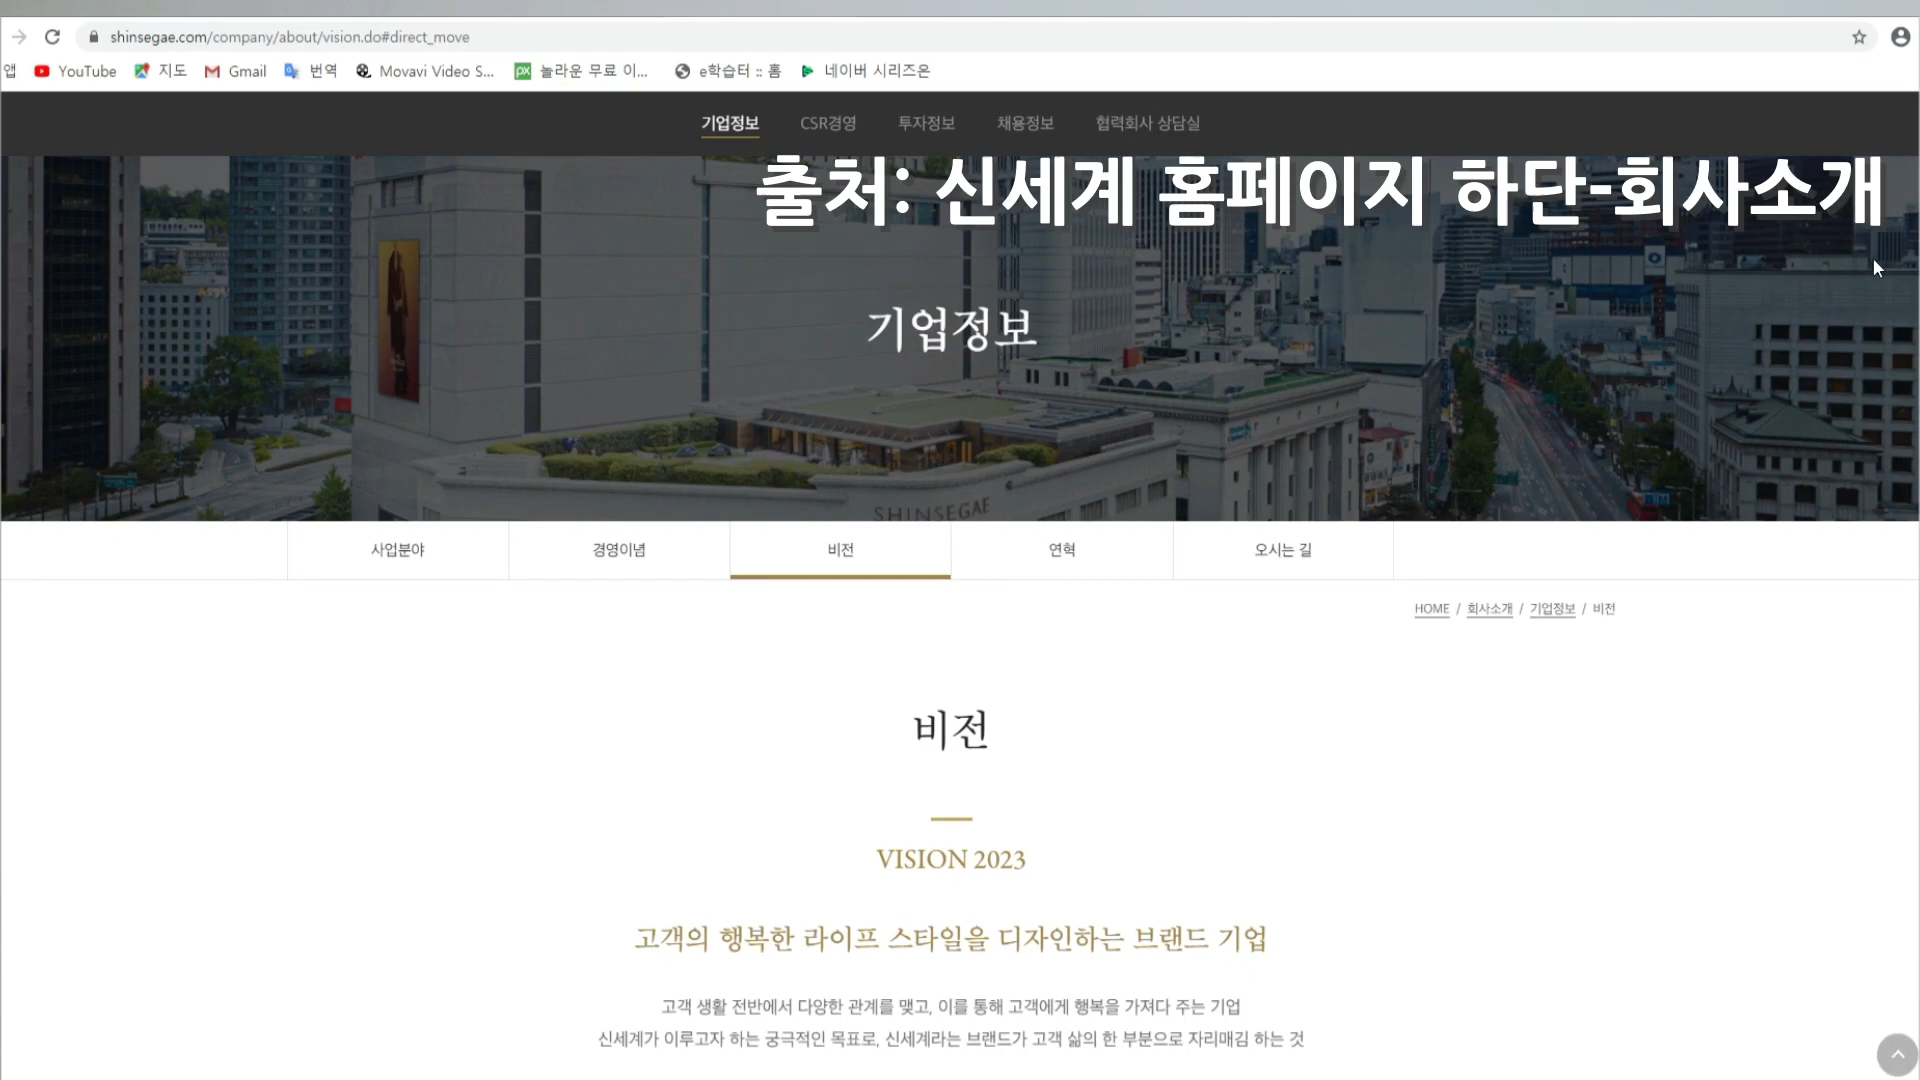 shinsegae.com/company/about/vision.do#direct_move
앱 YouTube 지도 Gmail 번역 Movavi Video S... 놀라운 무료 이... e학습터 :: 홈 네이버 시리즈온
기업정보 CSR경영 투자정보 채용정보 협력회사 상담실
출처: 신세계 홈페이지 하단-회사소개
기업정보
SHINSEGAE
사업분야 경영이념 비전 연혁 오시는 길
HOME / 회사소개 / 기업정보 / 비전
비전
VISION 2023
고객의 행복한 라이프 스타일을 디자인하는 브랜드 기업
고객 생활 전반에서 다양한 관계를 맺고, 이를 통해 고객에게 행복을 가져다 주는 기업
신세계가 이루고자 하는 궁극적인 목표로, 신세계라는 브랜드가 고객 삶의 한 부분으로 자리매김 하는 것